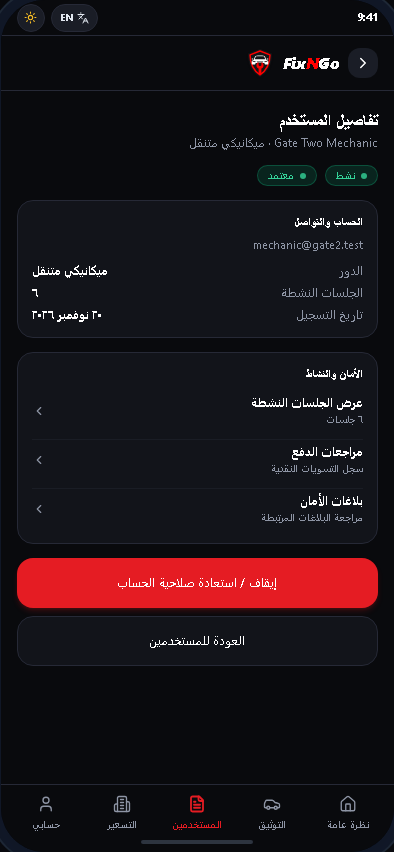 9:41
EN
FixNGo
تفاصيل المستخدم
Gate Two Mechanic · ميكانيكي متنقل
نشط
معتمد
الحساب والتواصل
mechanic@gate2.test
الدور ميكانيكي متنقل
الجلسات النشطة ٦
تاريخ التسجيل ٢٠ نوفمبر ٢٠٢٦
الأمان والنشاط
عرض الجلسات النشطة
٦ جلسات
مراجعات الدفع
سجل التسويات النقدية
بلاغات الأمان
مراجعة البلاغات المرتبطة
إيقاف / استعادة صلاحية الحساب
العودة للمستخدمين
نظرة عامة
التوثيق
المستخدمين
التسعير
حسابي